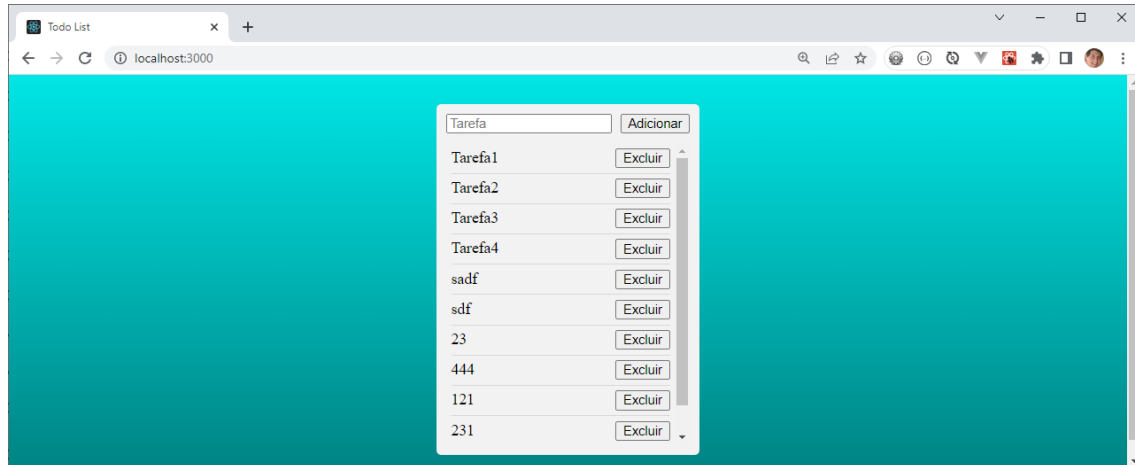 Todo List
localhost:3000
Tarefa Adicionar
Tarefa1 Excluir
Tarefa2 Excluir
Tarefa3 Excluir
Tarefa4 Excluir
sadf Excluir
sdf Excluir
23 Excluir
444 Excluir
121 Excluir
231 Excluir